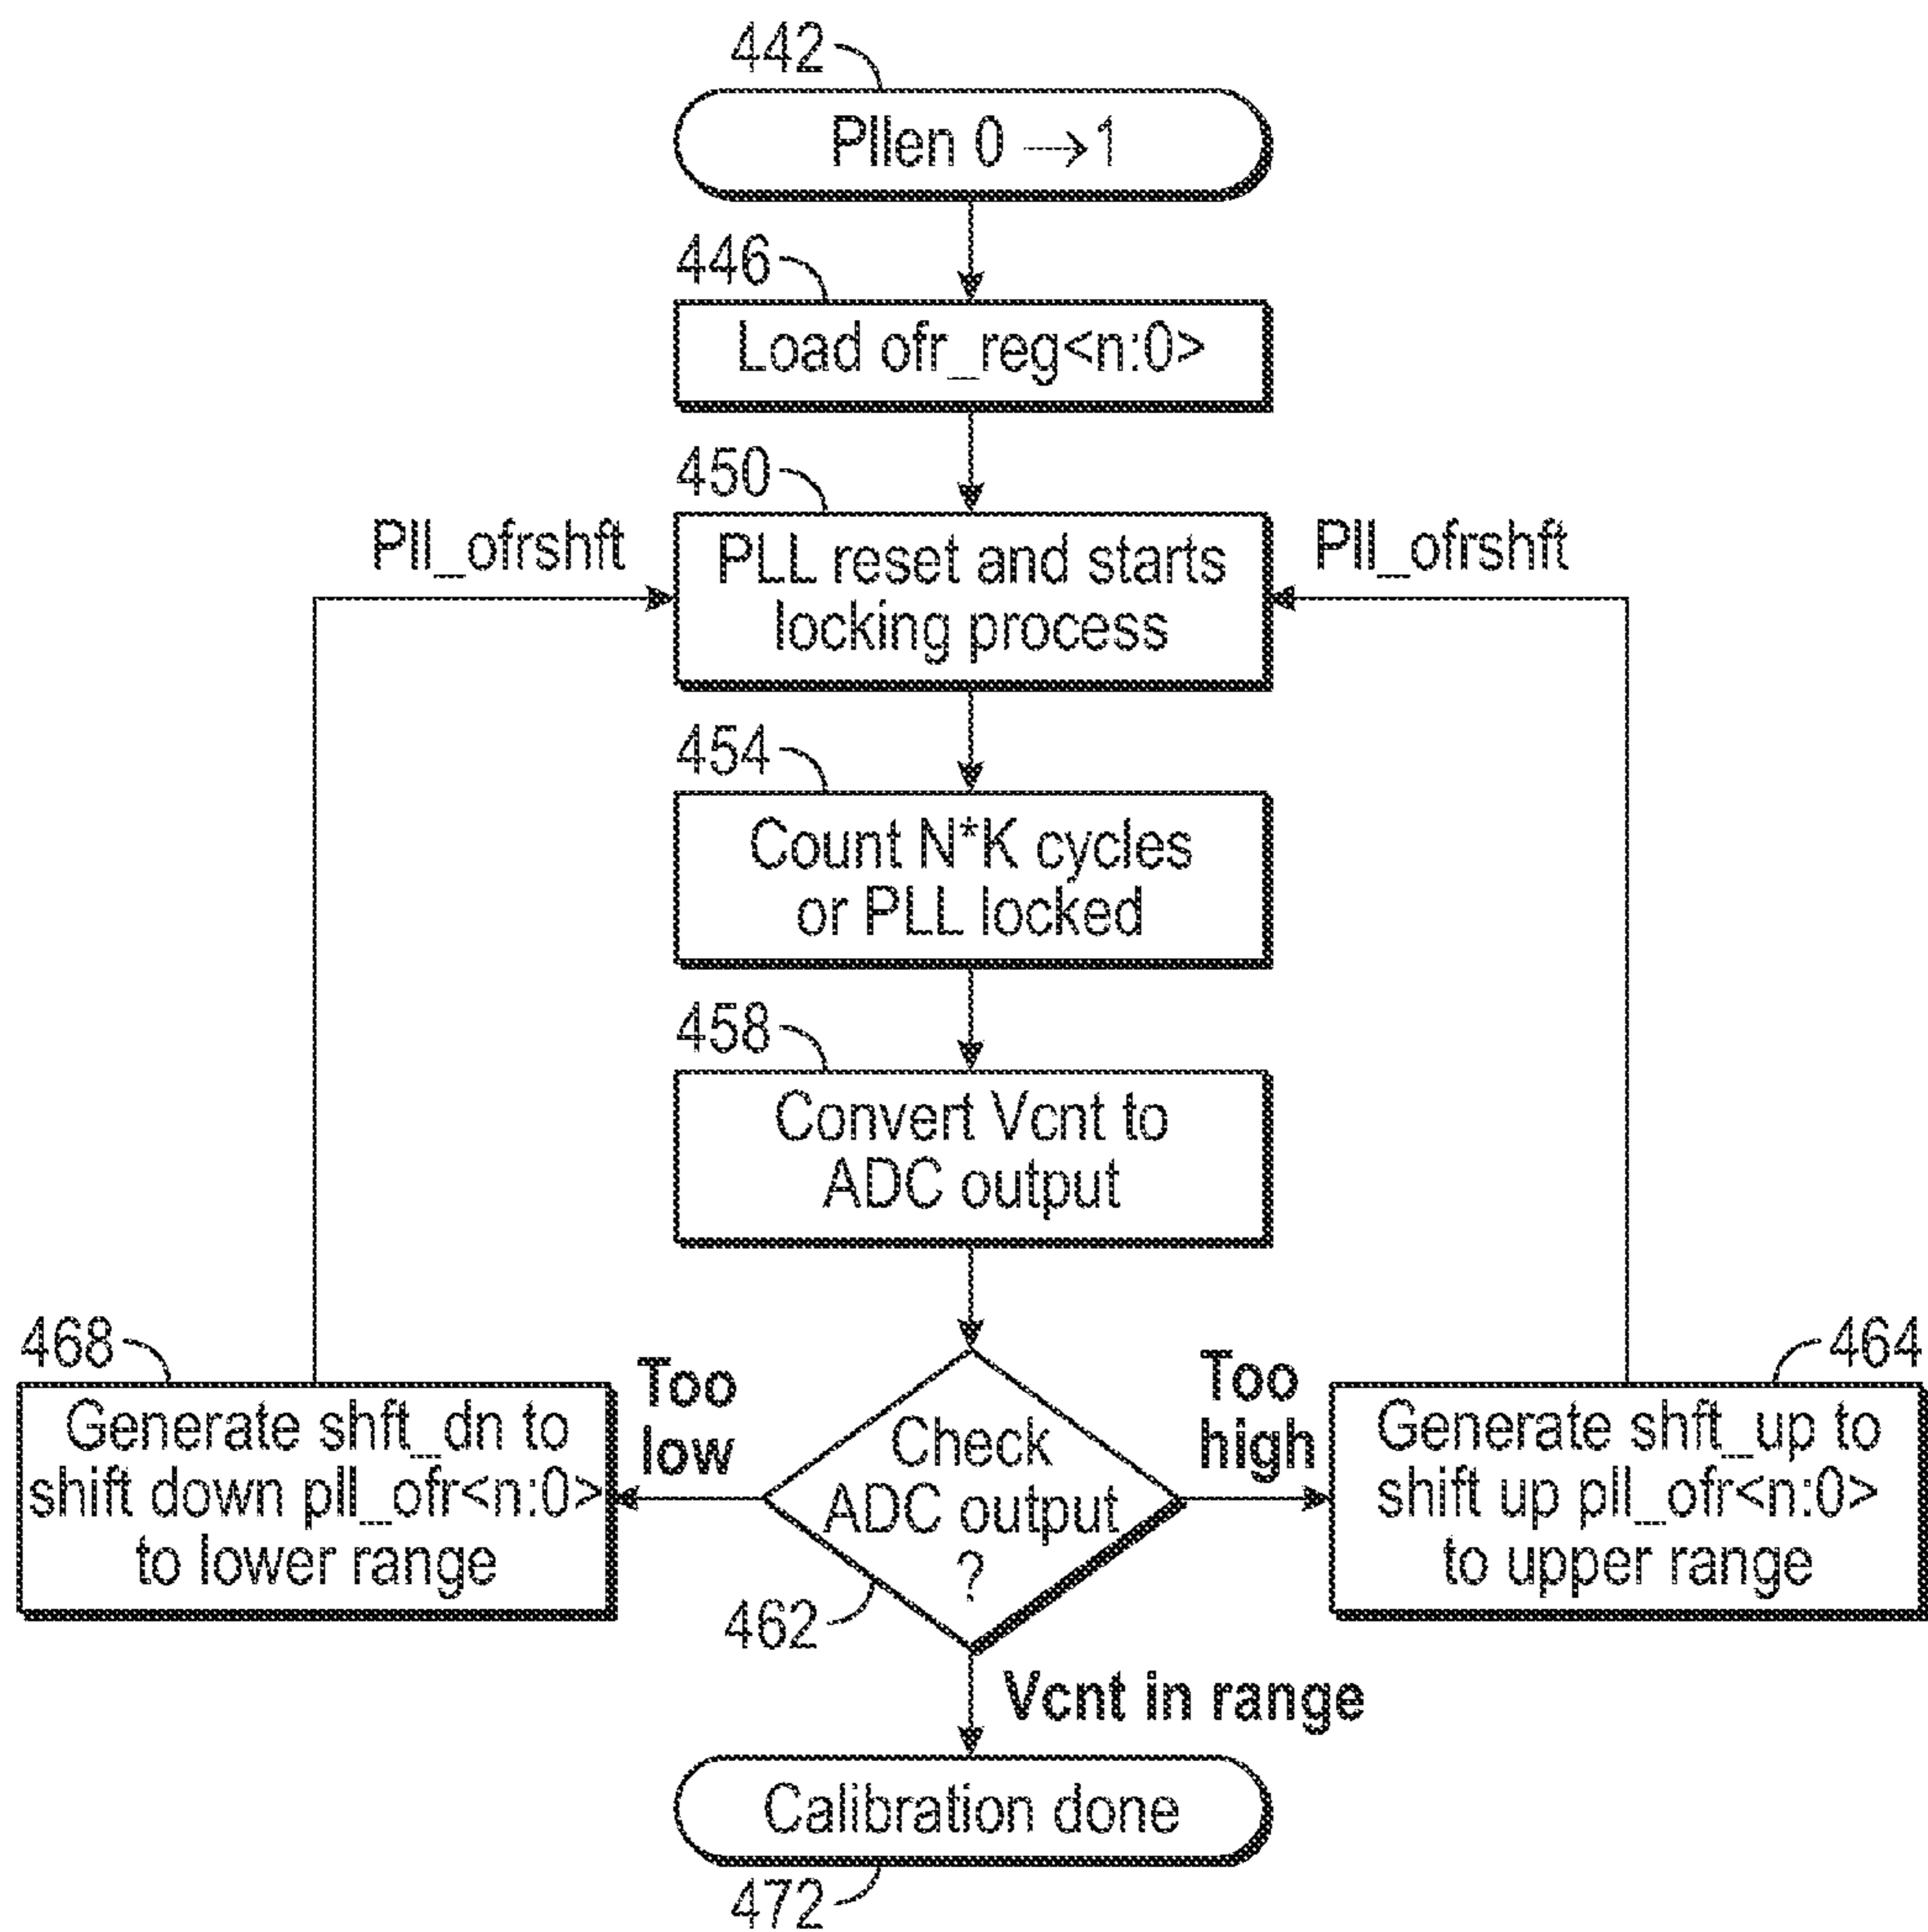 442
Pllen 0 →1
446
Load ofr_reg<n:0>
450
Pll_ofrshft
PLL reset and starts
locking process
Pll_ofrshft
454
Count N*K cycles
or PLL locked
458
Convert Vcnt to
ADC output
468
Generate shft_dn to
shift down pll_ofr<n:0>
to lower range
Too
low
Check
ADC output
?
462
Too
high
464
Generate shft_up to
shift up pll_ofr<n:0>
to upper range
Vcnt in range
Calibration done
472